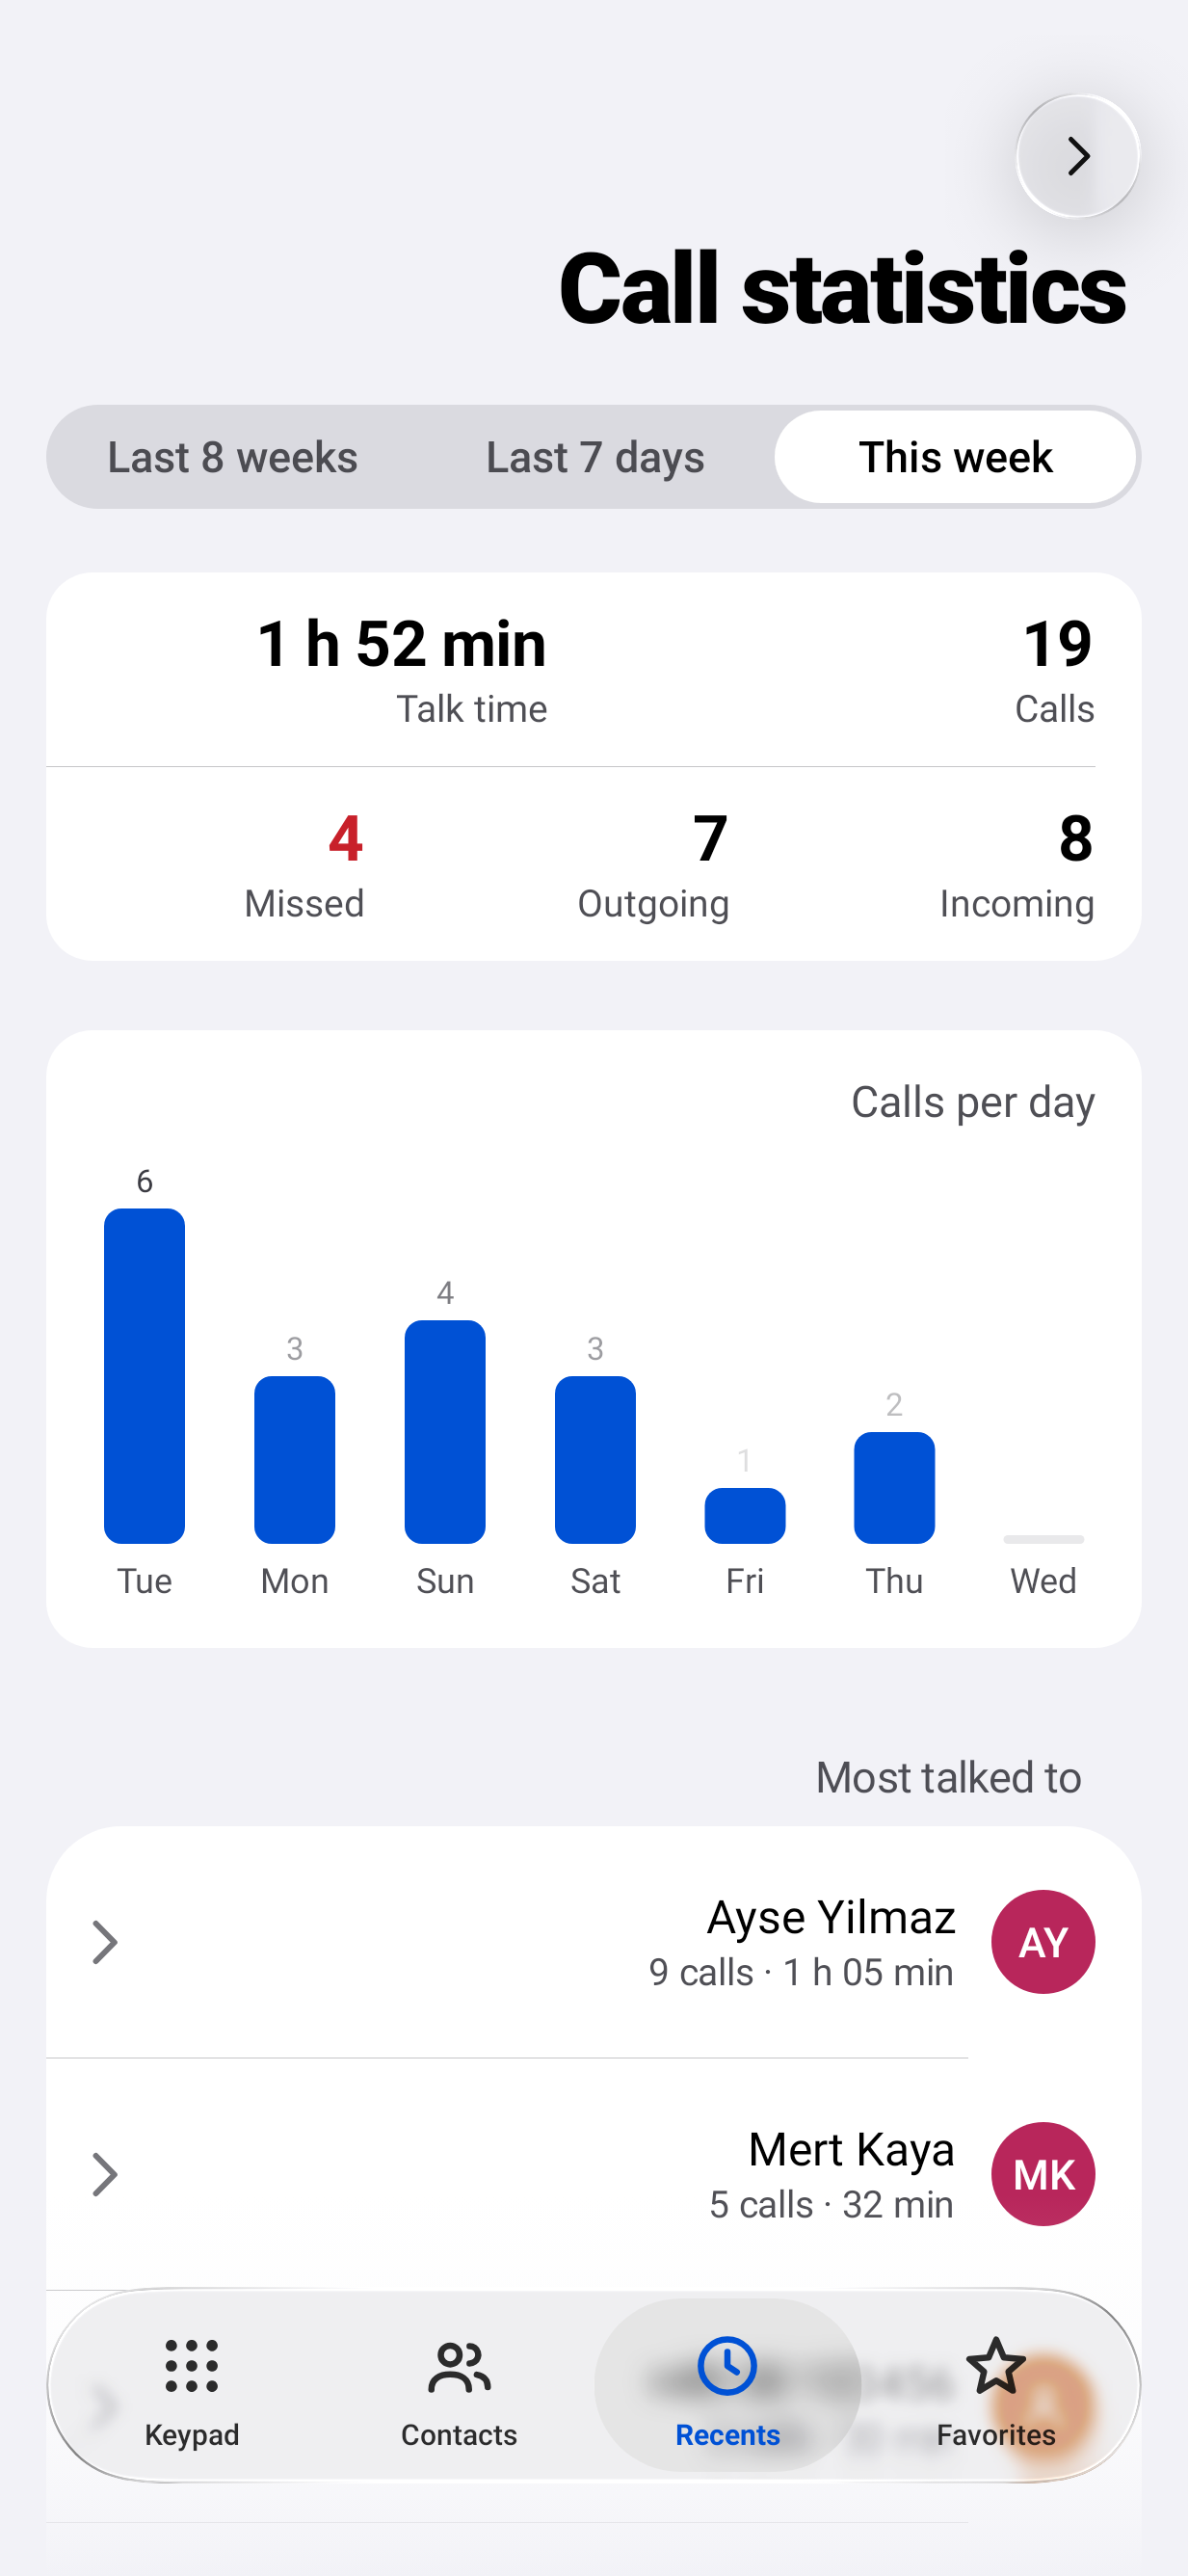 Call statistics
This week
Last 7 days
Last 8 weeks
19
Calls
1 h 52 min
Talk time
8
Incoming
7
Outgoing
4
Missed
Calls per day
6
3
4
3
1
2
Tue
Mon
Sun
Sat
Fri
Thu
Wed
Most talked to
AY
Ayse Yilmaz
9 calls · 1 h 05 min
MK
Mert Kaya
5 calls · 32 min
Keypad
Contacts
Recents
Favorites